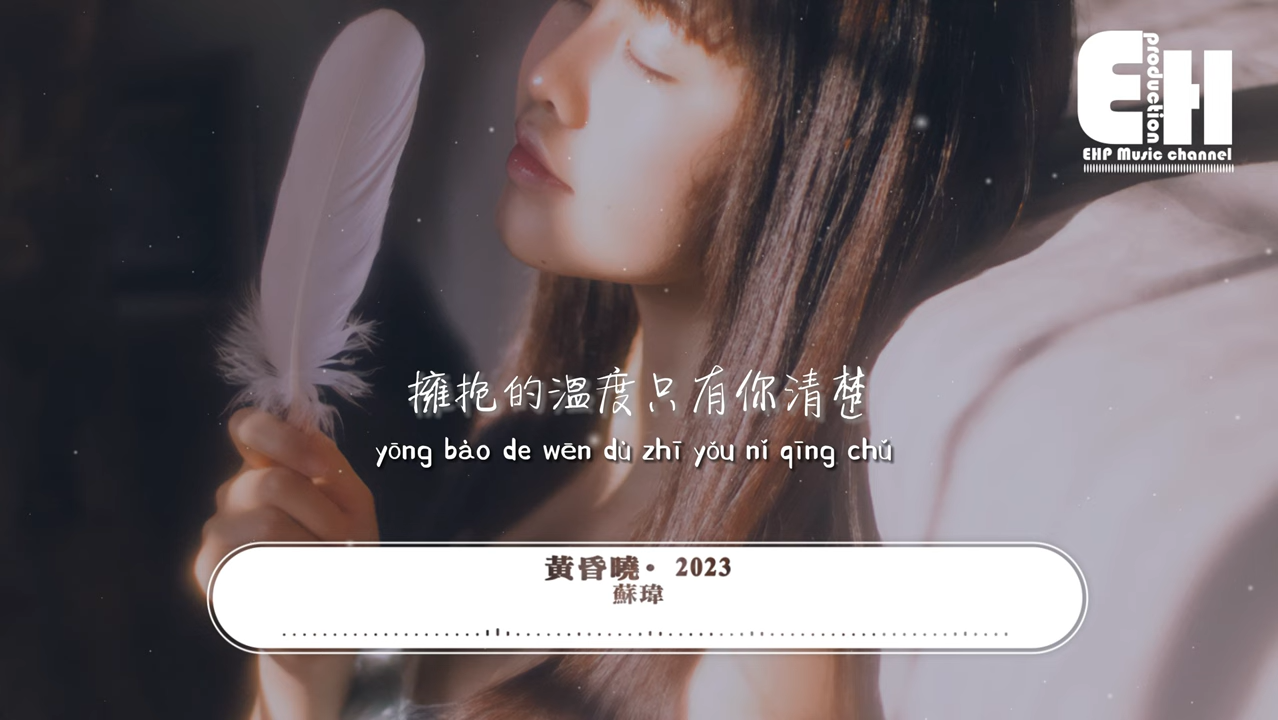 EH
production
EHP Music channel
擁抱的溫度只有你清楚
yōng bào de wēn dù zhī yǒu nǐ qīng chǔ
黃昏曉· 2023
蘇瑋